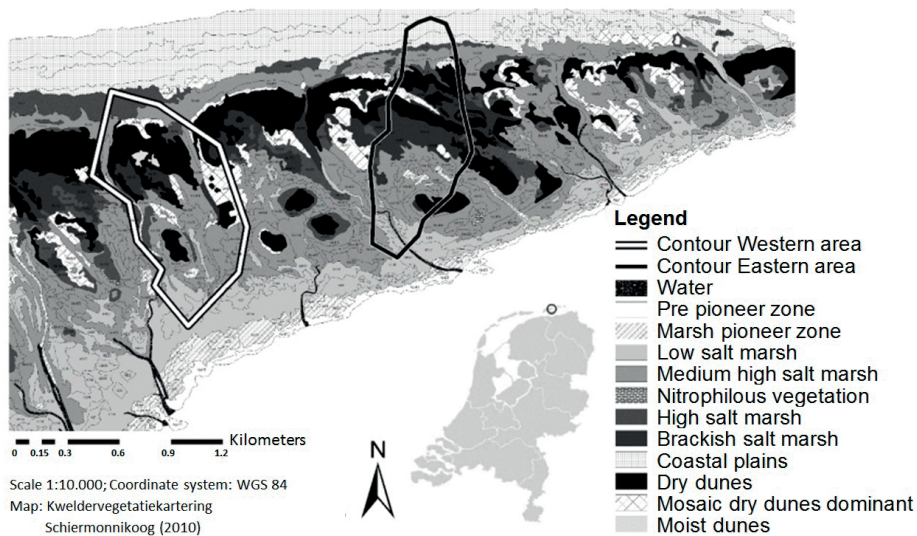 Legend
Contour Western area
Contour Eastern area
Water
Pre pioneer zone
Marsh pioneer zone
Low salt marsh
Medium high salt marsh
Nitrophilous vegetation
High salt marsh
Brackish salt marsh
Coastal plains
Dry dunes
Mosaic dry dunes dominant
Moist dunes
Kilometers
0 0.15 0.3 0.6 0.9 1.2
N
Scale 1:10.000; Coordinate system: WGS 84
Map: Kweldervegetatiekartering
Schiermonnikoog (2010)